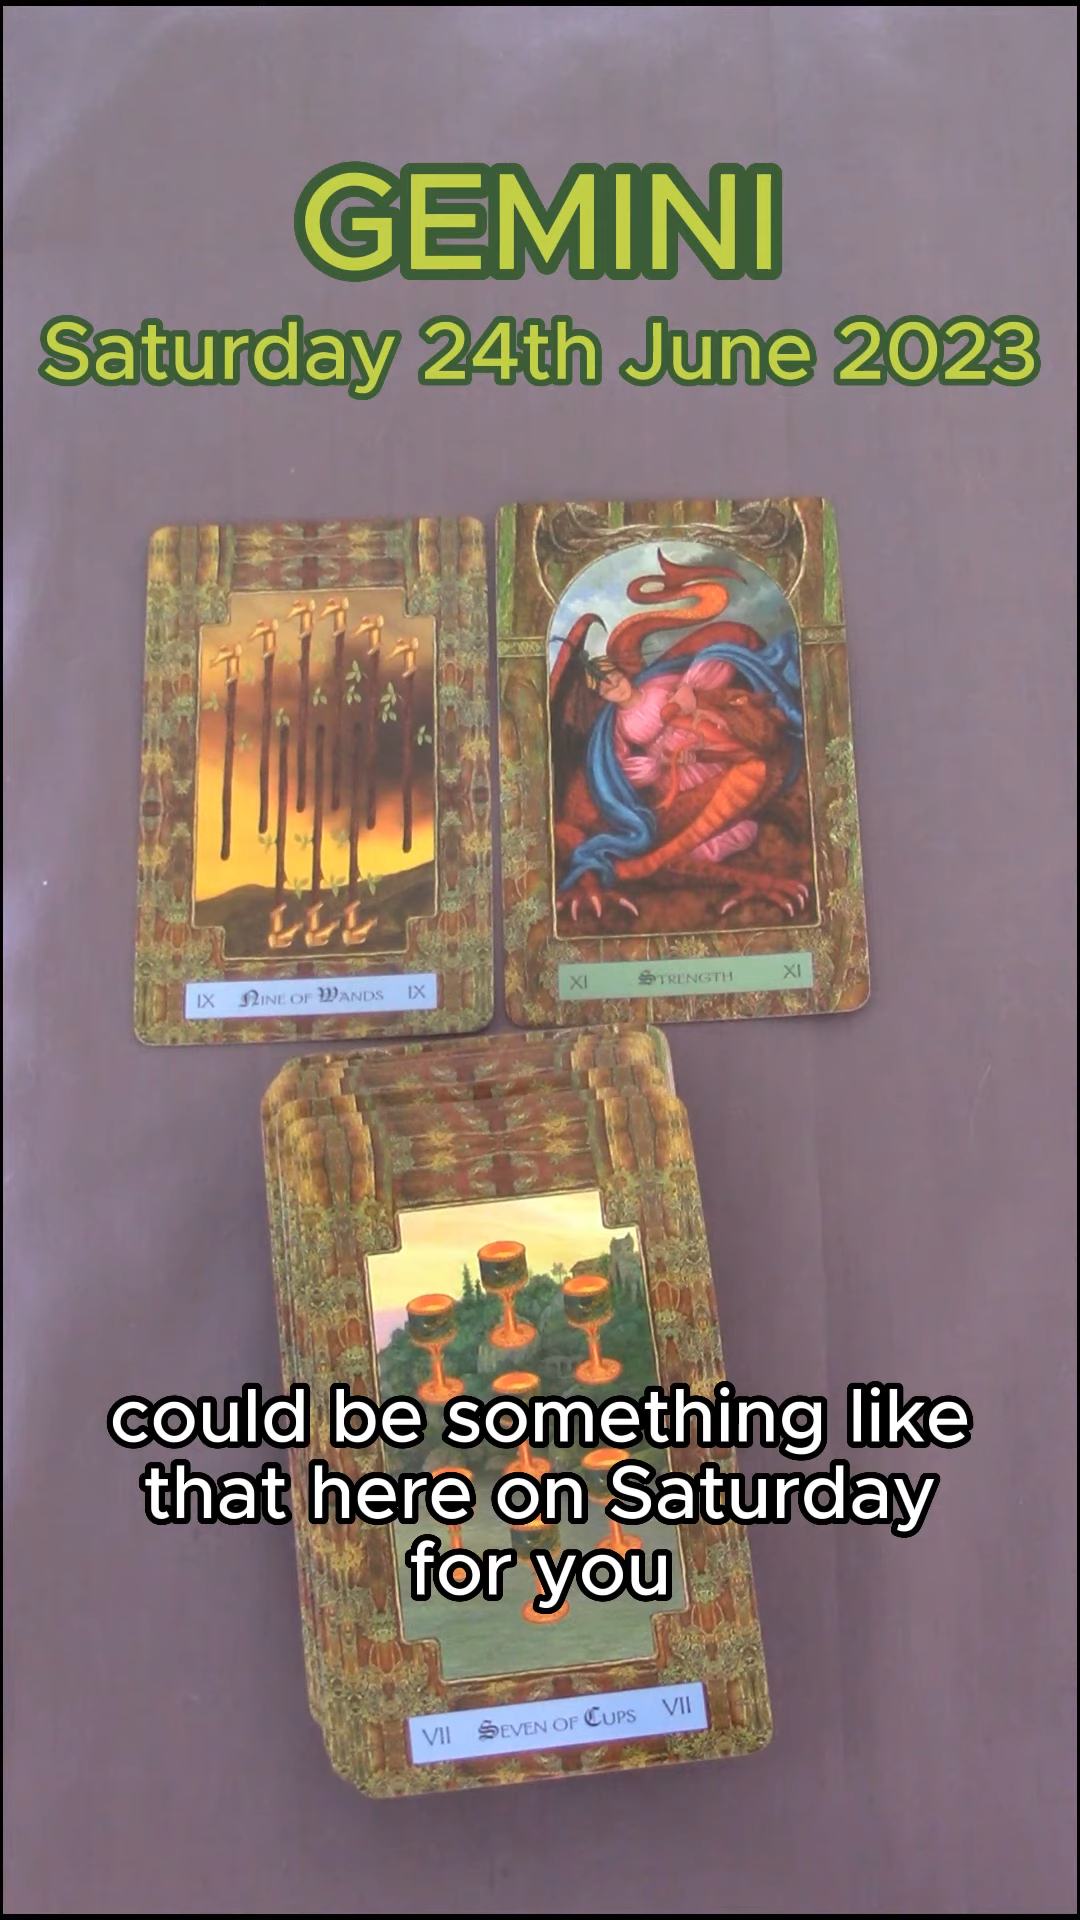 GEMINI
Saturday 24th June 2023
IX NINE OF WANDS IX
XI STRENGTH XI
could be something like
that here on Saturday
for you
VII SEVEN OF CUPS VII